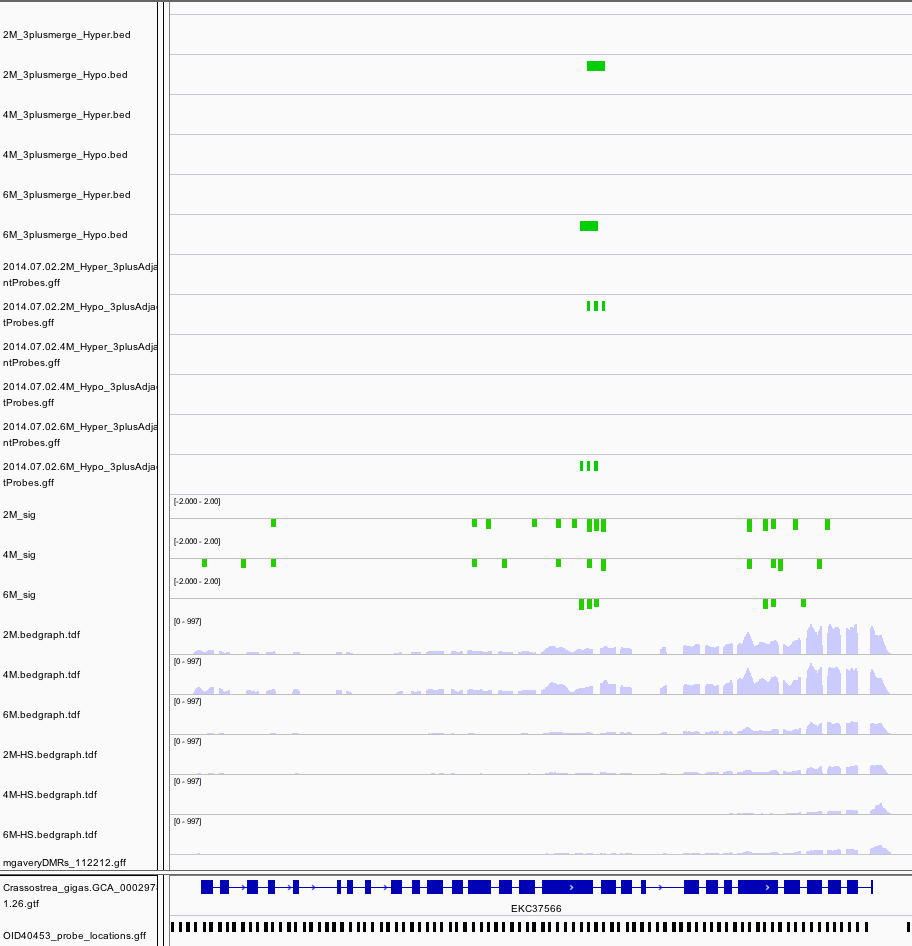 2M_3plusmerge_Hyper.bed
2M_3plusmerge_Hypo.bed
4M_3plusmerge_Hyper.bed
4M_3plusmerge_Hypo.bed
6M_3plusmerge_Hyper.bed
6M_3plusmerge_Hypo.bed
2014.07.02.2M_Hyper_3plusAdja
ntProbes.gff
2014.07.02.2M_Hypo_3plusAdja
tProbes.gff
2014.07.02.4M_Hyper_3plusAdja
ntProbes.gff
2014.07.02.4M_Hypo_3plusAdja
tProbes.gff
2014.07.02.6M_Hyper_3plusAdja
ntProbes.gff
2014.07.02.6M_Hypo_3plusAdja
tProbes.gff
[-2.000 - 2.00]
2M_sig
[-2.000 - 2.00]
4M_sig
[-2.000 - 2.00]
6M_sig
[0 - 997]
2M.bedgraph.tdf
[0 - 997]
4M.bedgraph.tdf
[0 - 997]
6M.bedgraph.tdf
[0 - 997]
2M-HS.bedgraph.tdf
[0 - 997]
4M-HS.bedgraph.tdf
[0 - 997]
6M-HS.bedgraph.tdf
mgaveryDMRs_112212.gff
Crassostrea_gigas.GCA_000297
1.26.gtf
EKC37566
OID40453_probe_locations.gff